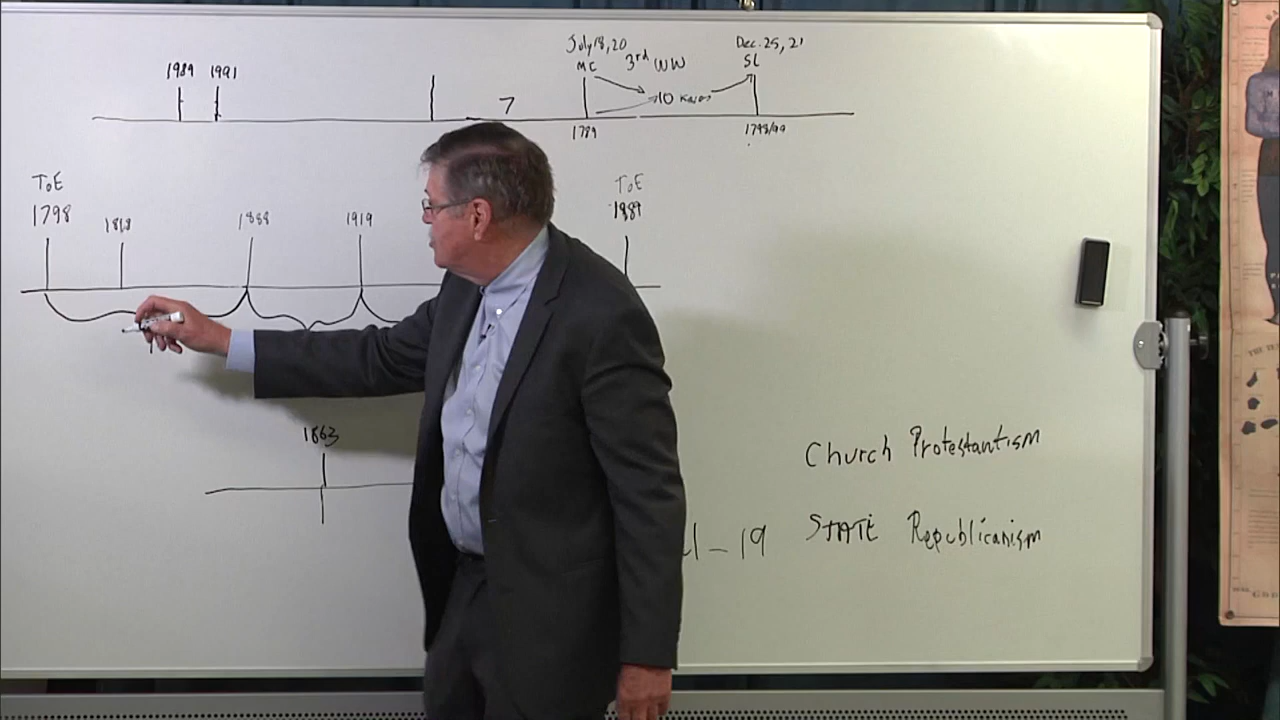 July 18, 20 Dec. 25, 21
1989 1991 MC 3rd WW SL
7 10 Kings
1789 1798/99
ToE ToE
1798 1818 1888 1919 1989
1863
Church Protestantism
- 19 STATE Republicanism